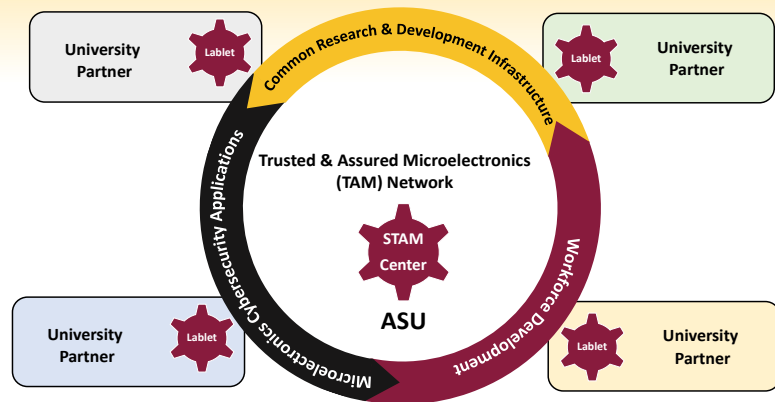 University
Partner
Lablet
Common Research & Development Infrastructure
Lablet
University
Partner
Trusted & Assured Microelectronics
(TAM) Network
Microelectronics Cybersecurity Applications
STAM
Center
Workforce Development
ASU
University
Partner
Lablet
Lablet
University
Partner